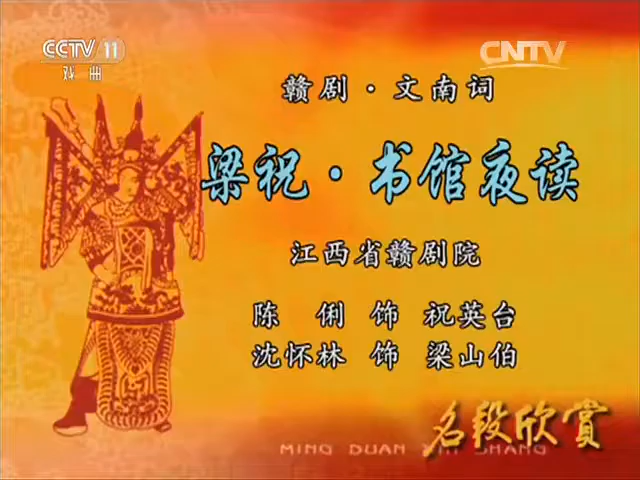 CCTV 11
戏曲
CNTV
赣剧·文南词
梁祝·书馆夜读
江西省赣剧院
陈俐 饰 祝英台
沈怀林 饰 梁山伯
名段欣赏
MING DUAN XIN SHANG